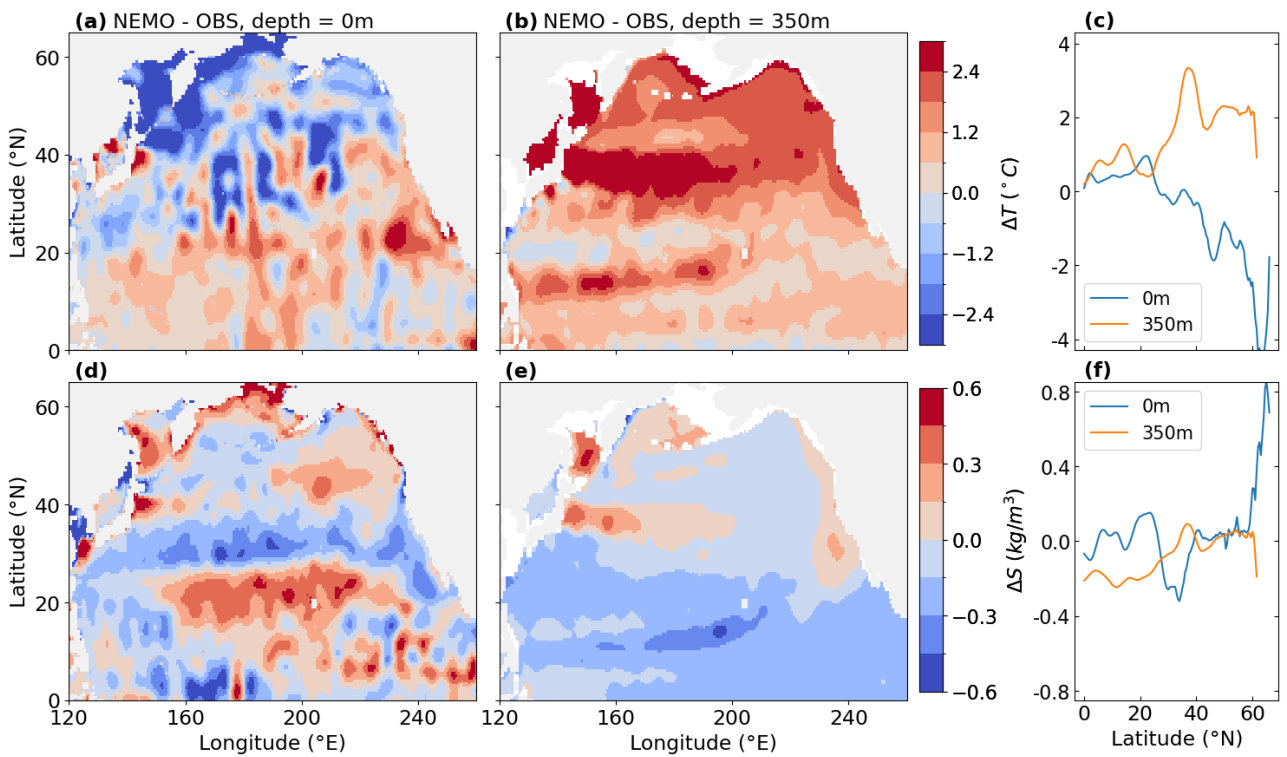 (a) NEMO - OBS, depth = 0m
(b) NEMO - OBS, depth = 350m
(c)
60
40
20
0
Latitude (°N)
2.4
1.2
0.0
−1.2
−2.4
ΔT (°C)
4
2
0
-2
-4
0m
350m
(d)
(e)
(f)
60
40
20
0
Latitude (°N)
120
160
200
240
Longitude (°E)
120
160
200
240
Longitude (°E)
0.6
0.3
0.0
−0.3
−0.6
ΔS (kg/m³)
0.8
0.4
0.0
-0.4
-0.8
0m
350m
0
20
40
60
Latitude (°N)